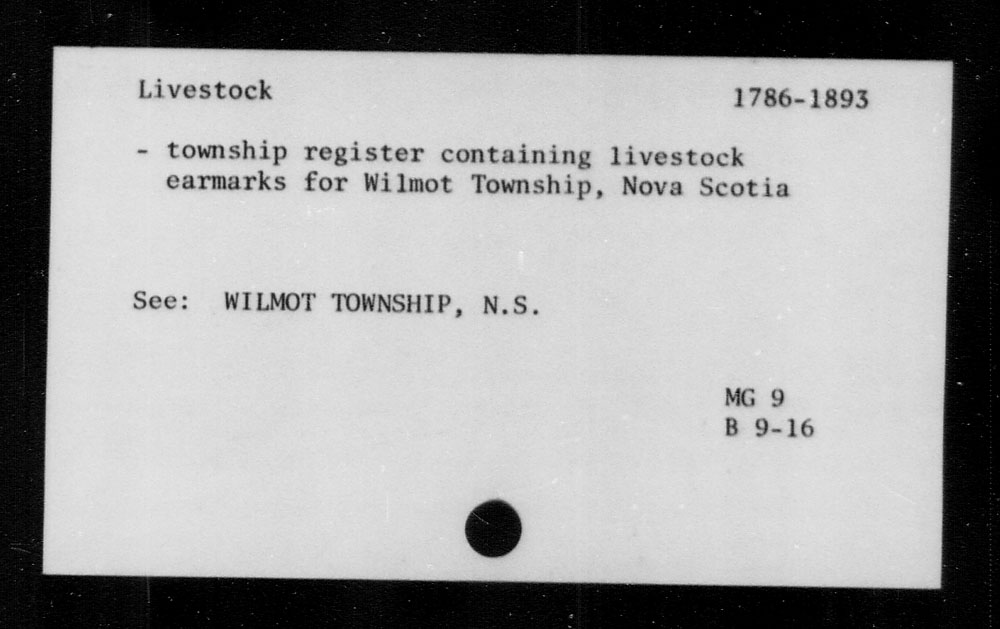 Livestock 1786-1893
- township register containing livestock
earmarks for Wilmot Township, Nova Scotia
See: WILMOT TOWNSHIP, N.S.
MG 9
B 9-16